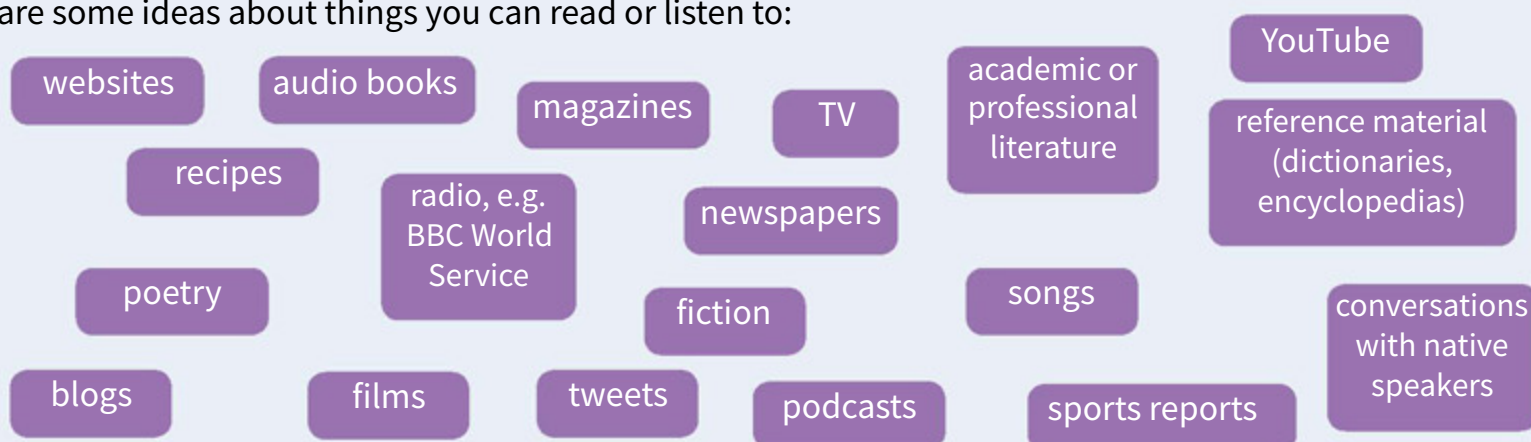 are some ideas about things you can read or listen to:
websites
audio books
magazines
TV
academic or
professional
literature
YouTube
reference material
(dictionaries,
encyclopedias)
recipes
radio, e.g.
BBC World
Service
newspapers
poetry
fiction
songs
conversations
with native
speakers
blogs
films
tweets
podcasts
sports reports